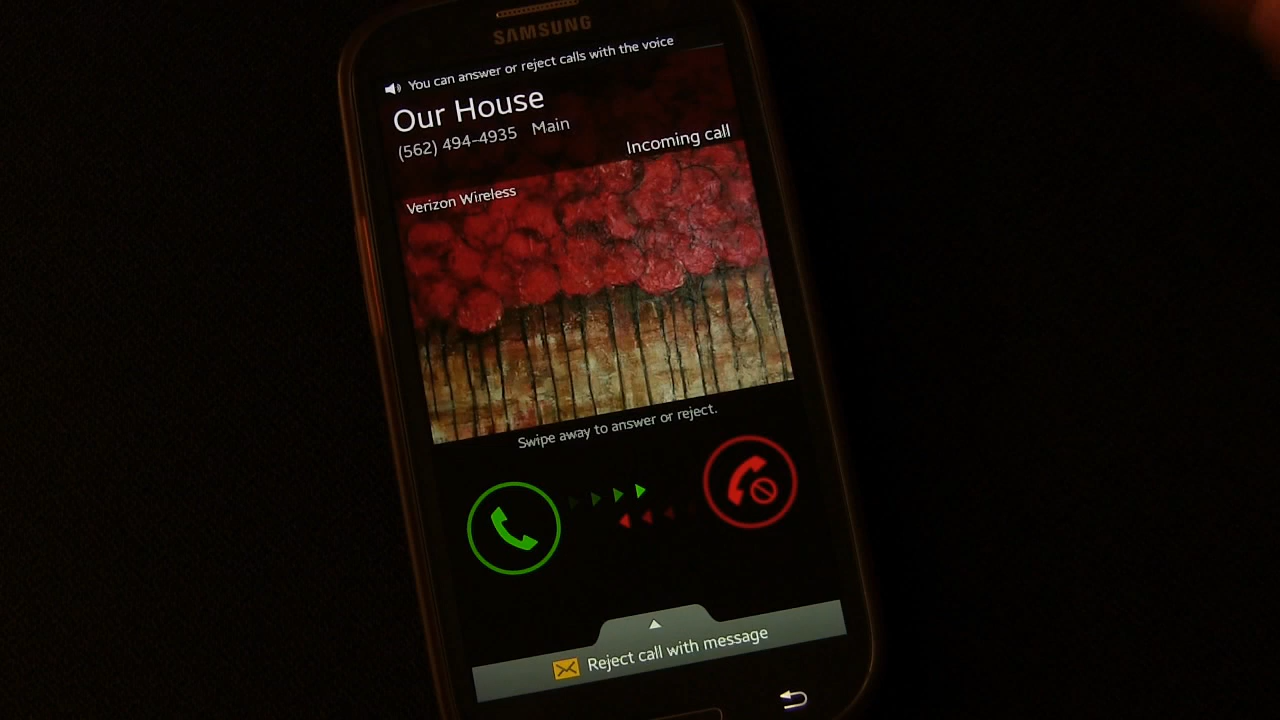 SAMSUNG
You can answer or reject calls with the voice
Our House
(562) 494-4935 Main
Incoming call
Verizon Wireless
Swipe away to answer or reject.
Reject call with message